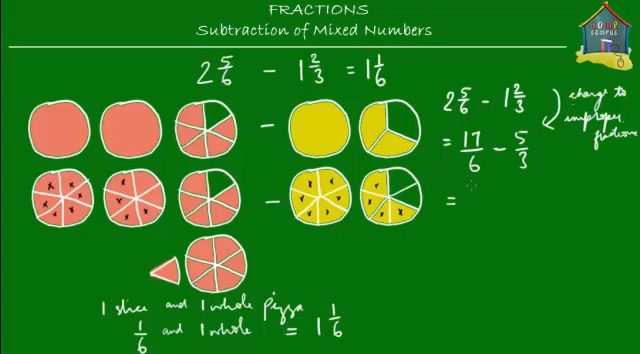 FRACTIONS
Subtraction of Mixed Numbers
home campus
2 5/6 - 1 2/3 = 1 1/6
2 5/6 - 1 2/3
change to improper fractions
= 17/6 - 5/3
=
1 slice and 1 whole pizza
1/6 and 1 whole = 1 1/6